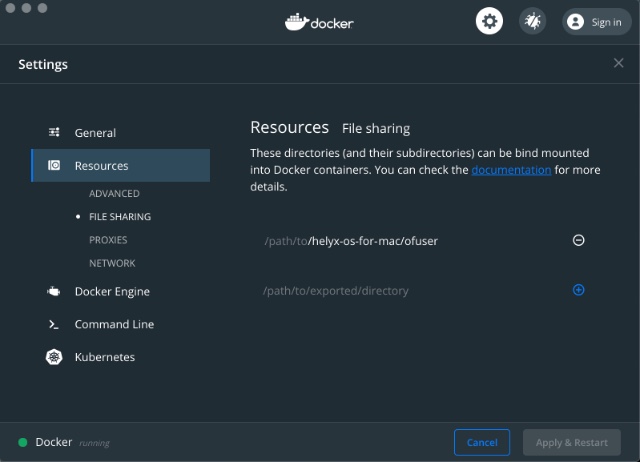 docker
Sign in
Settings
General
Resources
ADVANCED
FILE SHARING
PROXIES
NETWORK
Docker Engine
Command Line
Kubernetes
Resources File sharing
These directories (and their subdirectories) can be bind mounted
into Docker containers. You can check the documentation for more
details.
/path/to/helyx-os-for-mac/ofuser
/path/to/exported/directory
Docker running
Cancel
Apply & Restart